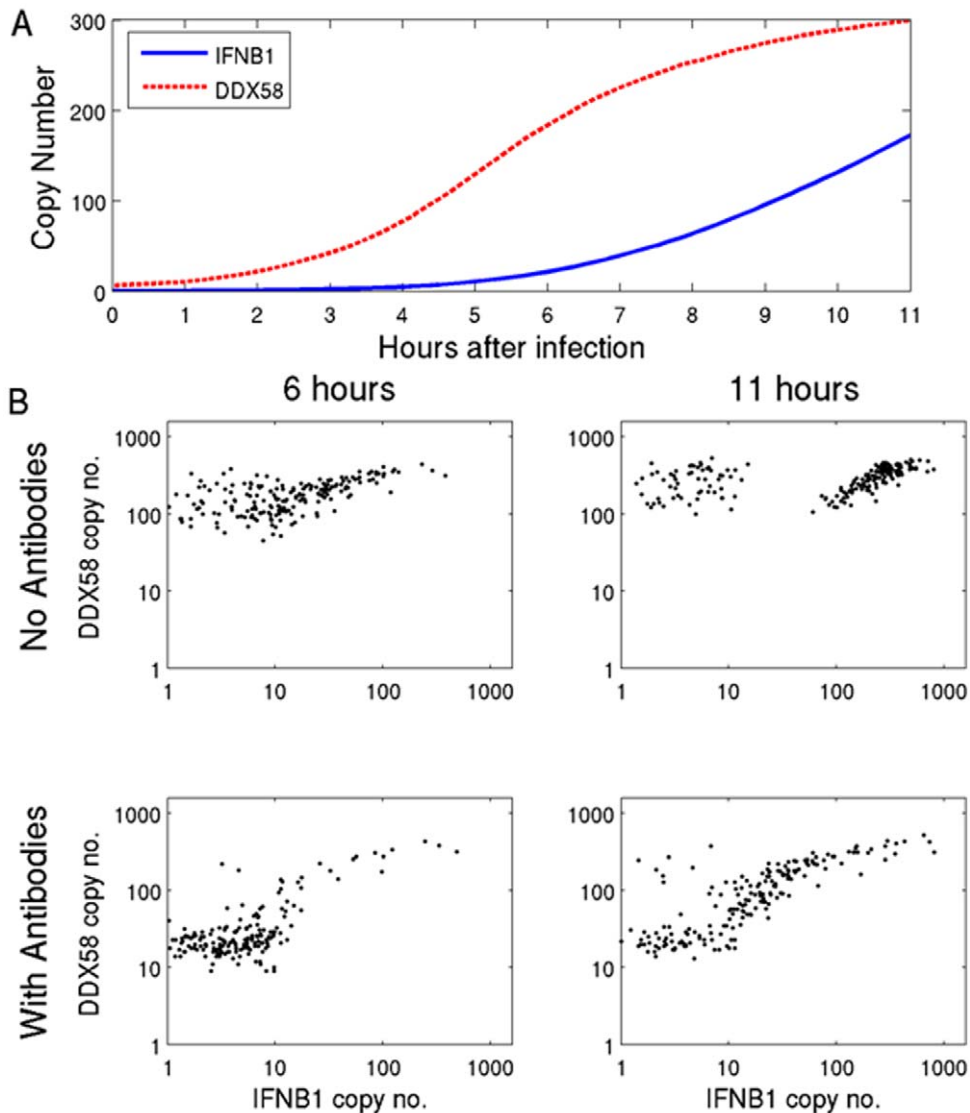 A
300
200
100
0
Copy Number
IFNB1
DDX58
0 1 2 3 4 5 6 7 8 9 10 11
Hours after infection
B
6 hours
11 hours
No Antibodies
DDX58 copy no.
1000
100
10
1
1 10 100 1000
1000
100
10
1
1 10 100 1000
With Antibodies
DDX58 copy no.
1000
100
10
1
1 10 100 1000
IFNB1 copy no.
1000
100
10
1
1 10 100 1000
IFNB1 copy no.